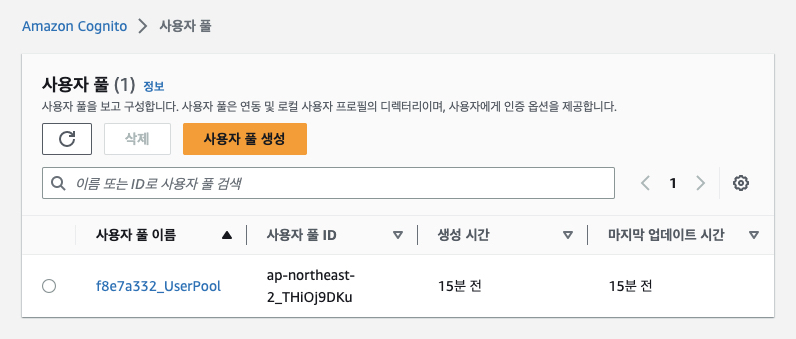 Amazon Cognito > 사용자 풀
사용자 풀 (1) 정보
사용자 풀을 보고 구성합니다. 사용자 풀은 연동 및 로컬 사용자 프로필의 디렉터리이며, 사용자에게 인증 옵션을 제공합니다.
삭제 사용자 풀 생성
이름 또는 ID로 사용자 풀 검색 1
사용자 풀 이름 사용자 풀 ID 생성 시간 마지막 업데이트 시간
f8e7a332_UserPool ap-northeast- 15분 전 15분 전
2_THiOj9DKu